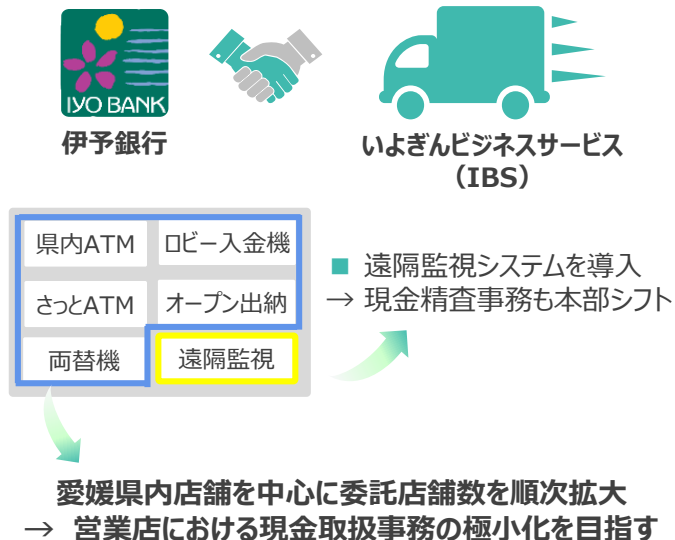 IYO BANK
伊予銀行
いよぎんビジネスサービス
（IBS）
県内ATM
ロビー入金機
さっとATM
オープン出納
両替機
遠隔監視
■ 遠隔監視システムを導入
→ 現金精査事務も本部シフト
愛媛県内店舗を中心に委託店舗数を順次拡大
→ 営業店における現金取扱事務の極小化を目指す